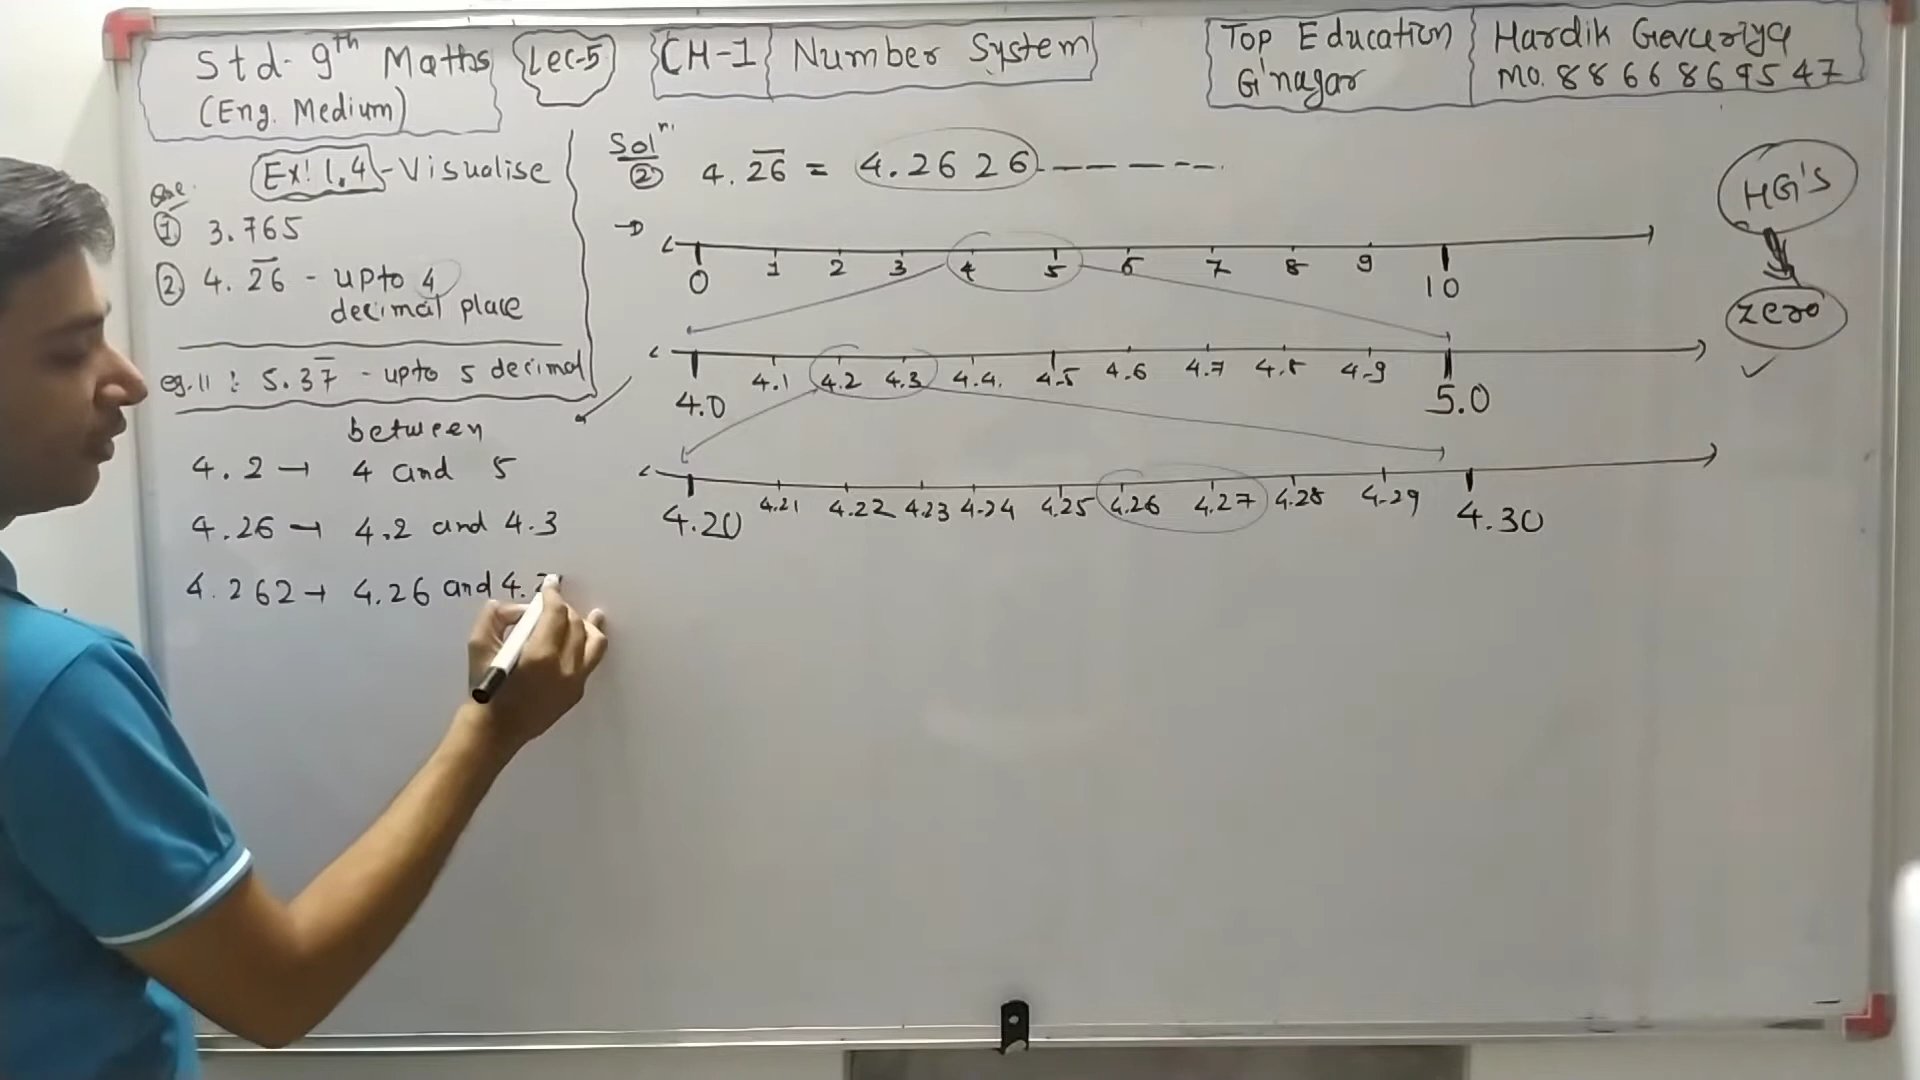 Std- 9th Maths
(Eng. Medium)
Lec-5
CH-1 Number System
Top Education
G'nagar
Hardik Gevariya
Mo. 8866869547
Ex: 1.4 - Visualise
Que.
① 3.765
② 4.2̅6̅ - upto 4
decimal place
eg. 11 : 5.37̅ - upto 5 decimal
between
4.2 → 4 and 5
4.26 → 4.2 and 4.3
4.262 → 4.26 and 4.2
Solⁿ.
② 4.2̅6̅ = 4.2626 - - - - - -
0 1 2 3 4 5 6 7 8 9 10
4.0 4.1 4.2 4.3 4.4. 4.5 4.6 4.7 4.8 4.9 5.0
4.20 4.21 4.22 4.23 4.24 4.25 4.26 4.27 4.28 4.29 4.30
HG's
zero